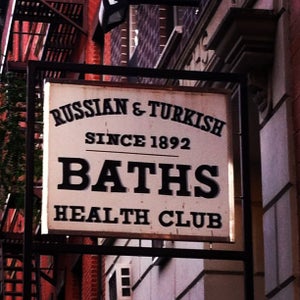 RUSSIAN & TURKISH
SINCE 1892
BATHS
HEALTH CLUB